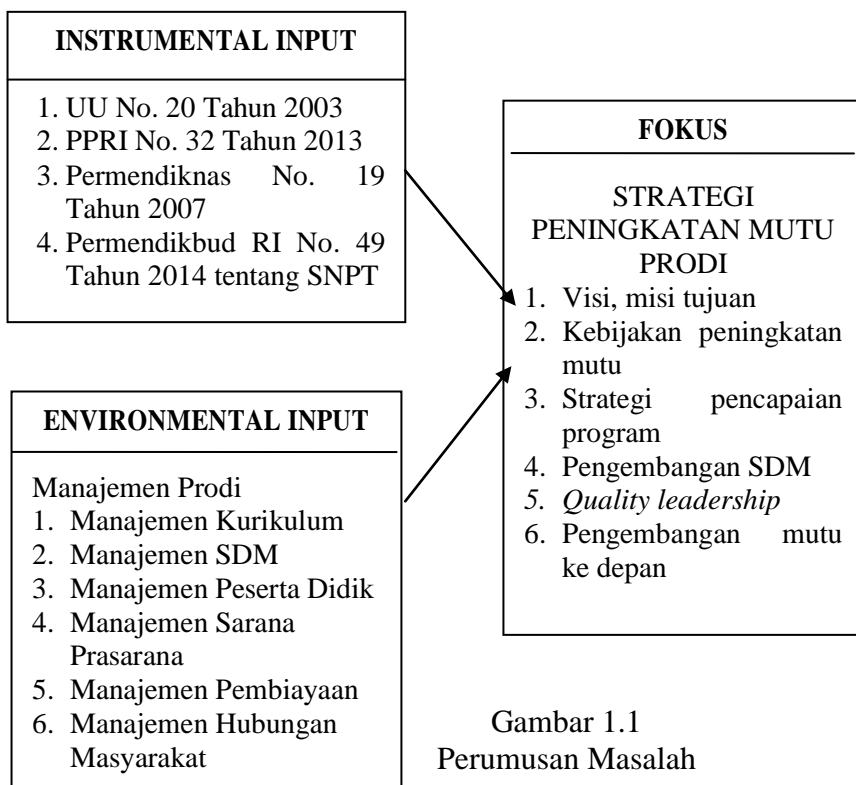 INSTRUMENTAL INPUT
1. UU No. 20 Tahun 2003
2. PPRI No. 32 Tahun 2013
3. Permendiknas No. 19
Tahun 2007
4. Permendikbud RI No. 49
Tahun 2014 tentang SNPT
ENVIRONMENTAL INPUT
Manajemen Prodi
1. Manajemen Kurikulum
2. Manajemen SDM
3. Manajemen Peserta Didik
4. Manajemen Sarana
Prasarana
5. Manajemen Pembiayaan
6. Manajemen Hubungan
Masyarakat
FOKUS
STRATEGI
PENINGKATAN MUTU
PRODI
1. Visi, misi tujuan
2. Kebijakan peningkatan
mutu
3. Strategi pencapaian
program
4. Pengembangan SDM
5. Quality leadership
6. Pengembangan mutu
ke depan
Gambar 1.1
Perumusan Masalah